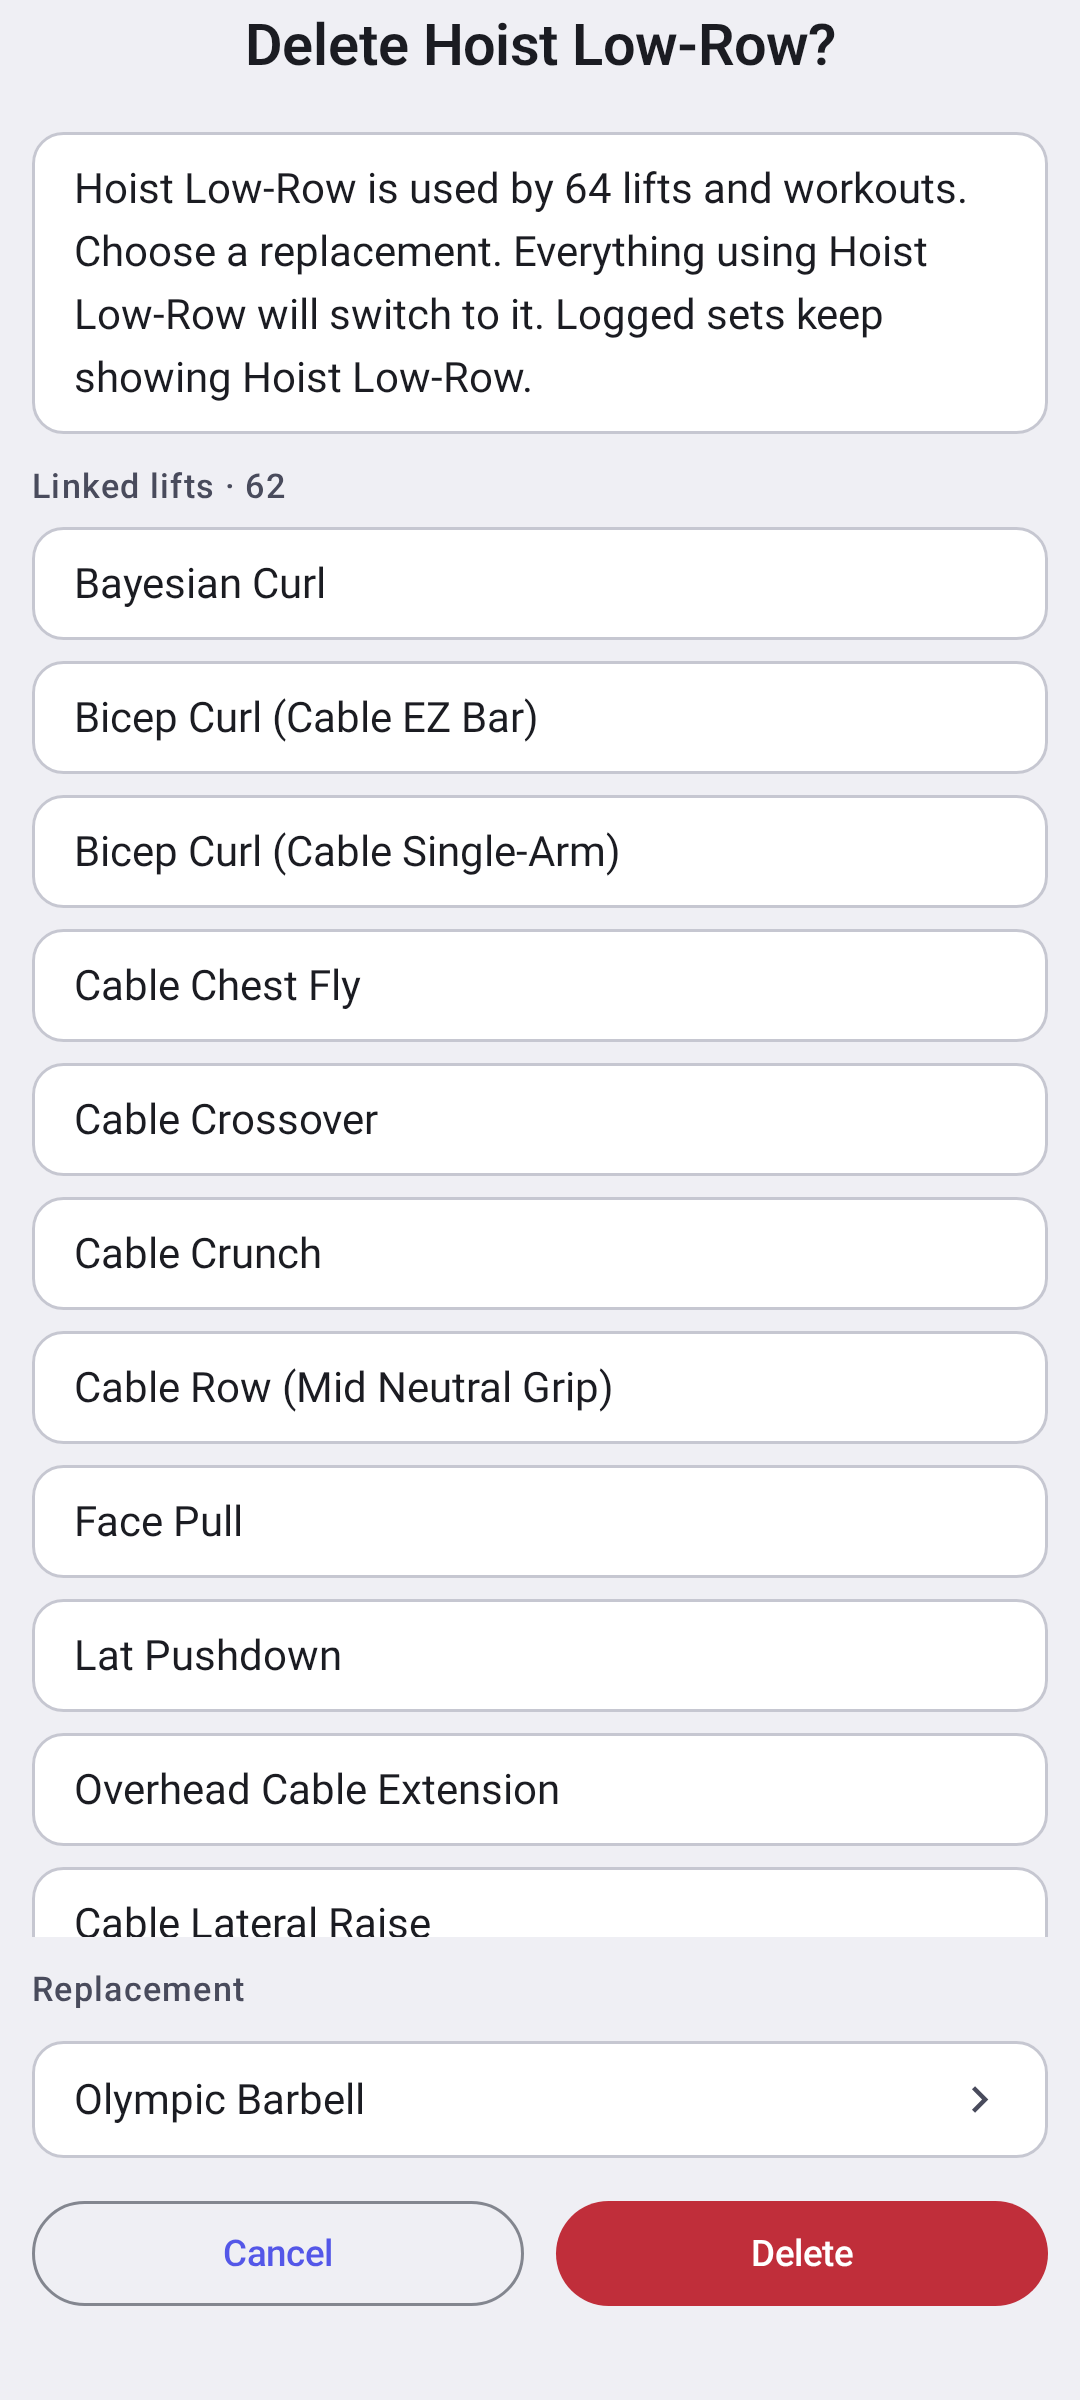 Delete Hoist Low-Row?
Hoist Low-Row is used by 64 lifts and workouts.
Choose a replacement. Everything using Hoist
Low-Row will switch to it. Logged sets keep
showing Hoist Low-Row.
Linked lifts · 62
Bayesian Curl
Bicep Curl (Cable EZ Bar)
Bicep Curl (Cable Single-Arm)
Cable Chest Fly
Cable Crossover
Cable Crunch
Cable Row (Mid Neutral Grip)
Face Pull
Lat Pushdown
Overhead Cable Extension
Cable Lateral Raise
Replacement
Olympic Barbell
Cancel
Delete